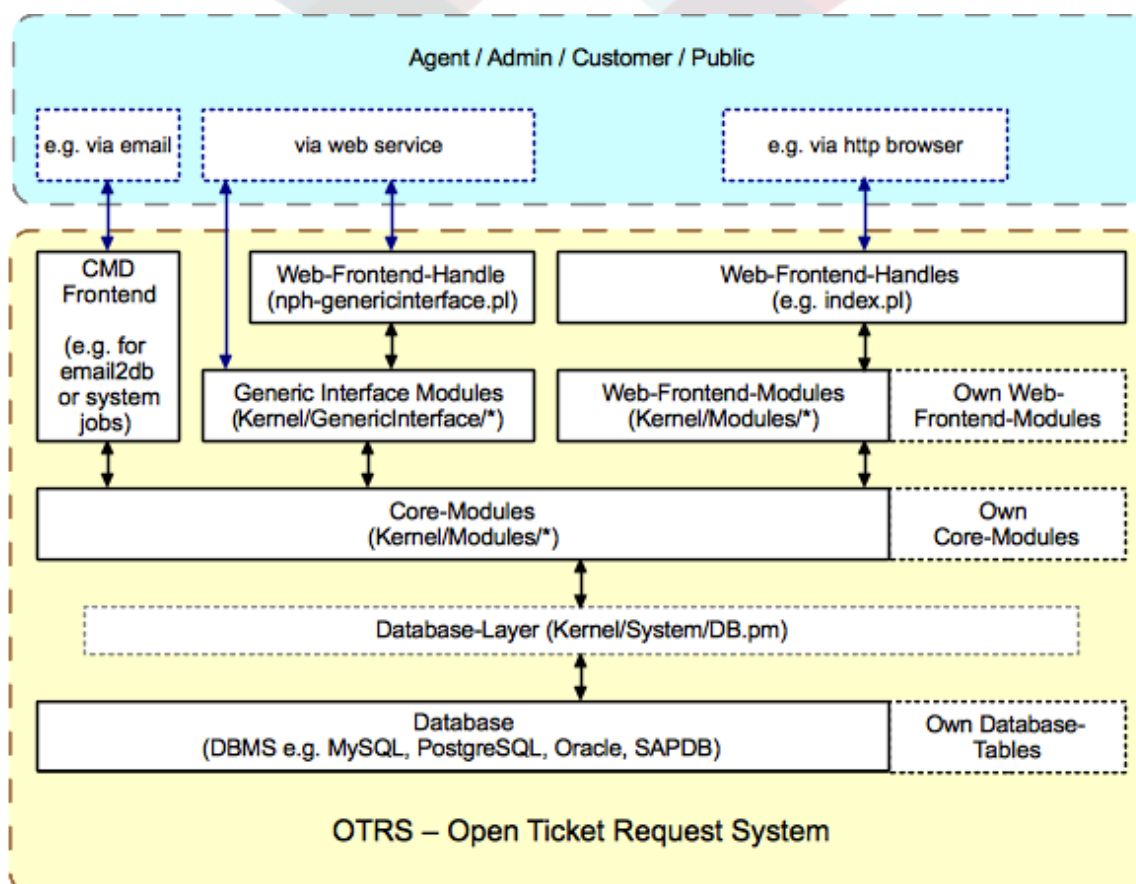 Agent / Admin / Customer / Public
e.g. via email
via web service
e.g. via http browser
CMD
Frontend
(e.g. for
email2db
or system
jobs)
Web-Frontend-Handle
(nph-genericinterface.pl)
Web-Frontend-Handles
(e.g. index.pl)
Generic Interface Modules
(Kernel/GenericInterface/*)
Web-Frontend-Modules
(Kernel/Modules/*)
Own Web-
Frontend-Modules
Core-Modules
(Kernel/Modules/*)
Own
Core-Modules
Database-Layer (Kernel/System/DB.pm)
Database
(DBMS e.g. MySQL, PostgreSQL, Oracle, SAPDB)
Own Database-
Tables
OTRS – Open Ticket Request System